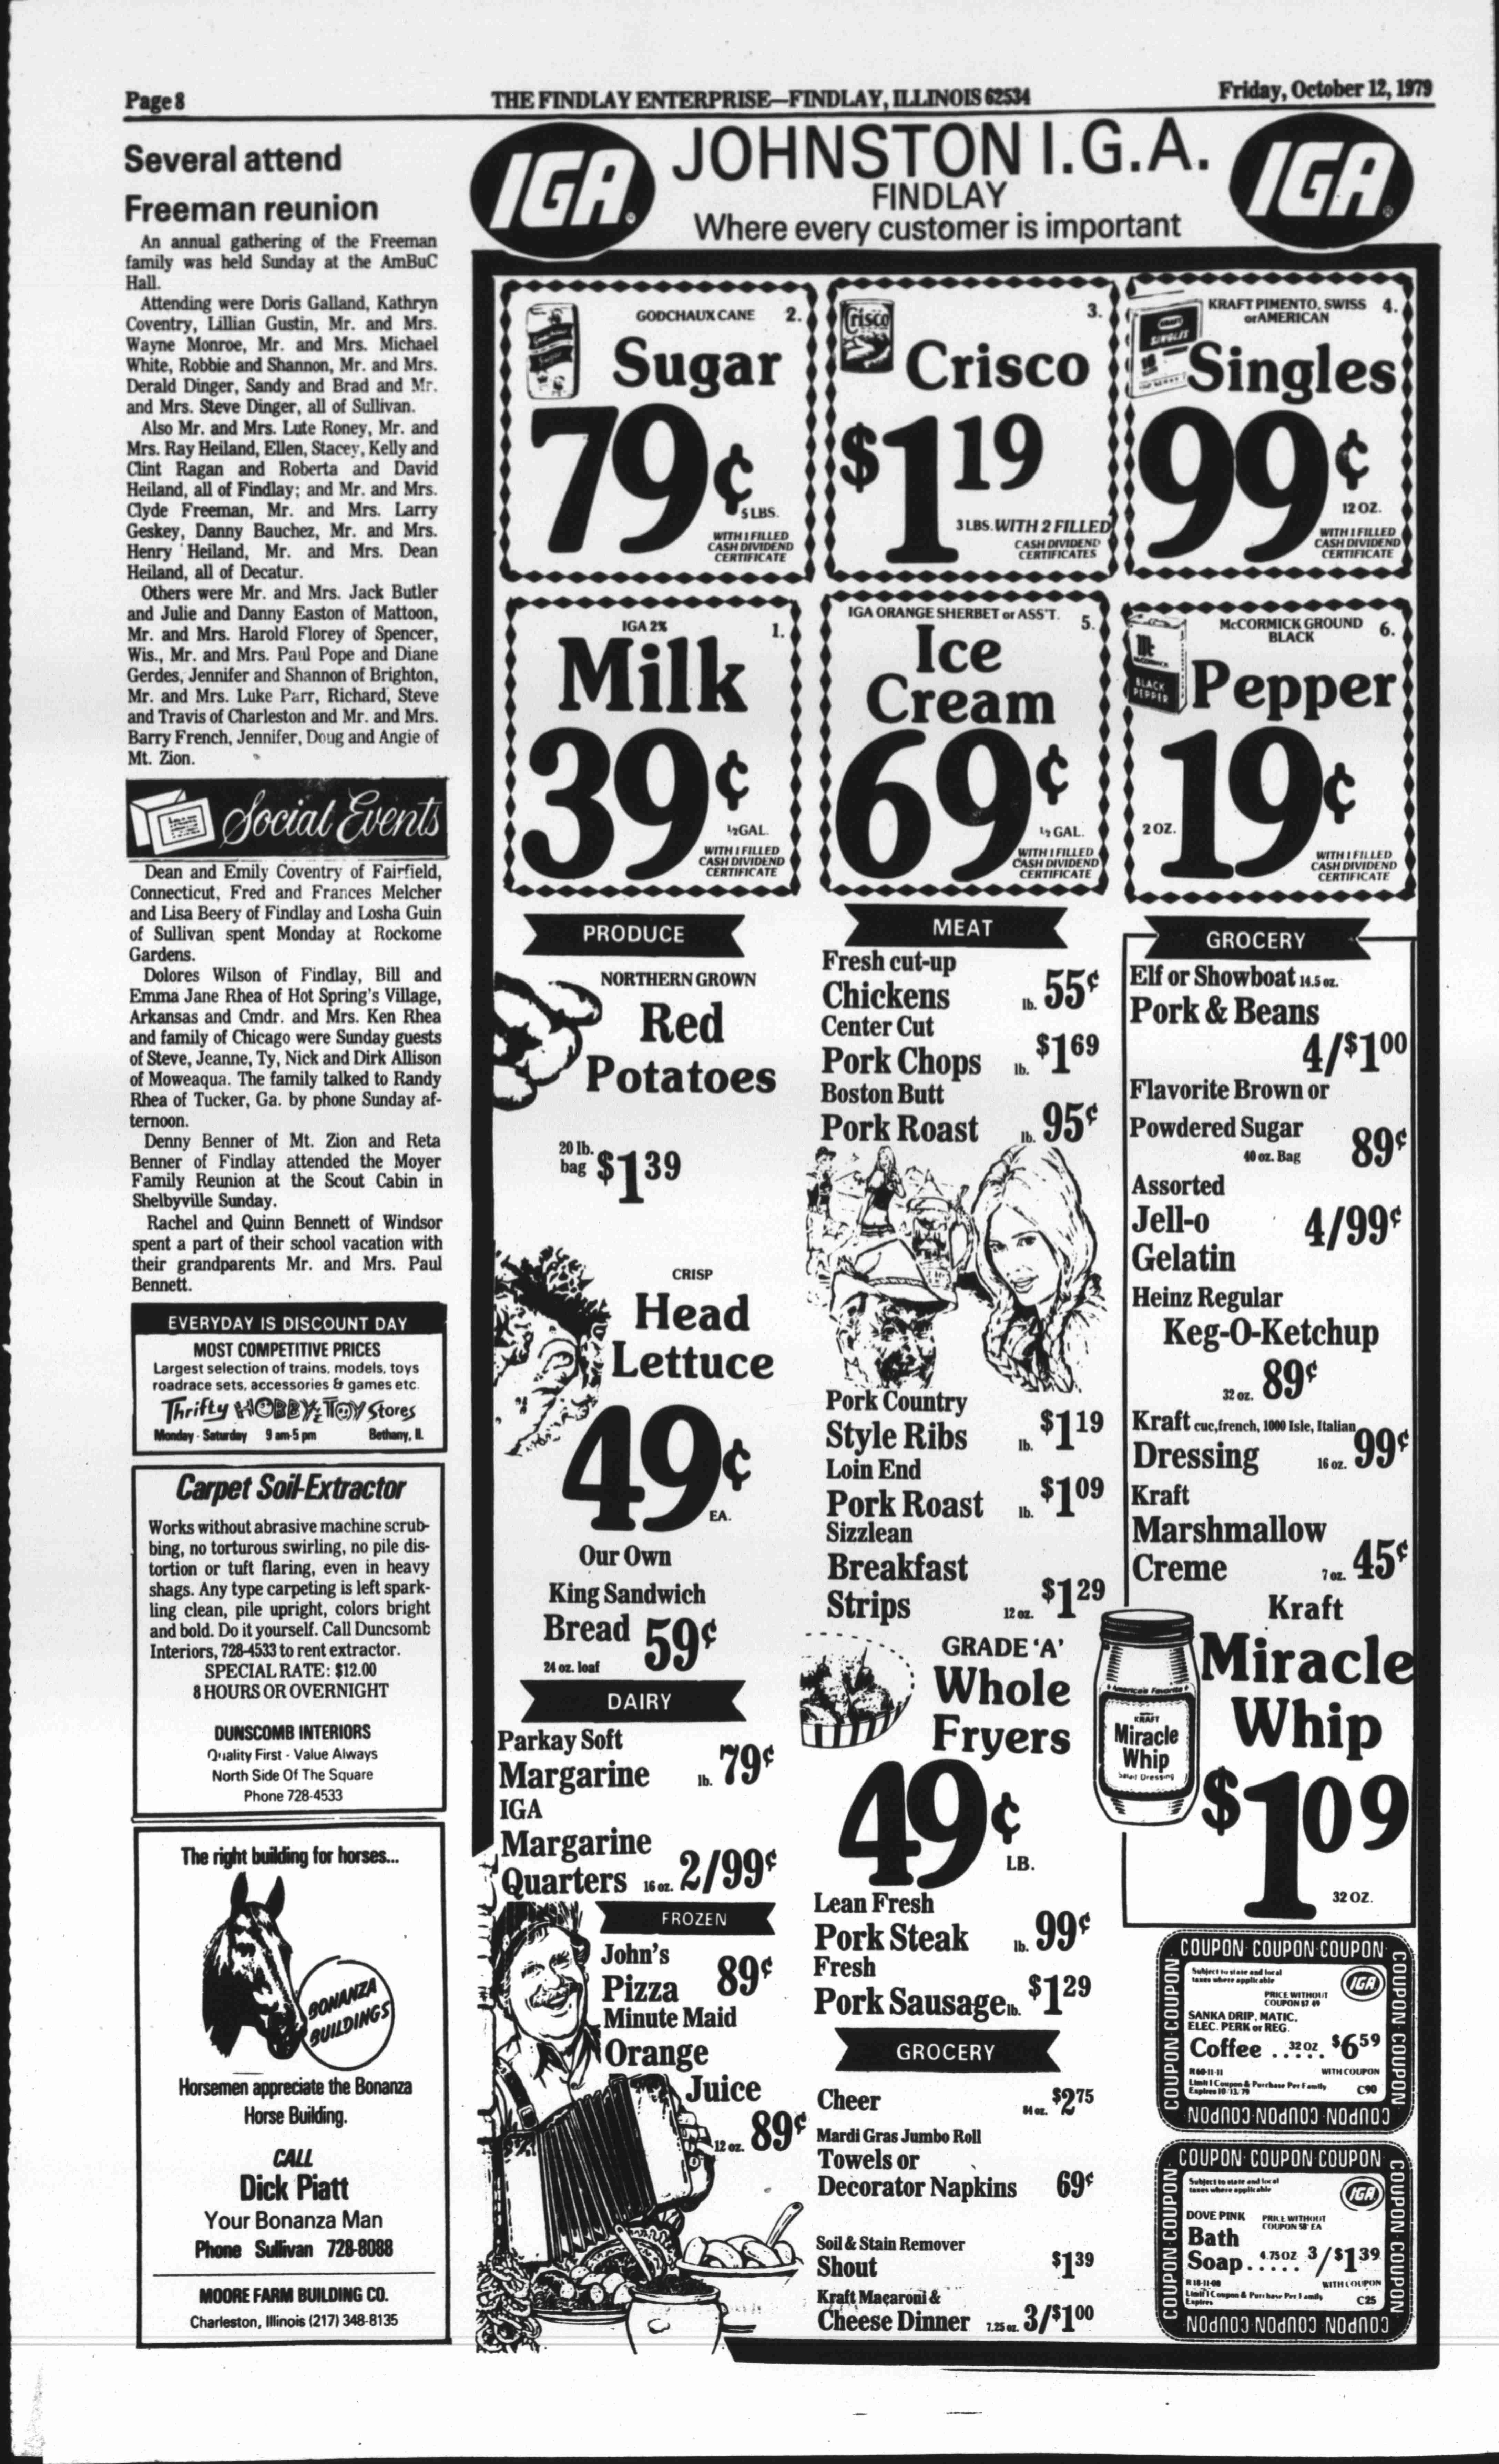 Page 8
THE FINDLAY ENTERPRISE—FINDLAY, ILLINOIS 62534
Friday, October 12, 1979
Several attend
Freeman reunion
An annual gathering of the Freeman
family was held Sunday at the AmBuC
Hall.
Attending were Doris Galland, Kathryn
Coventry, Lillian Gustin, Mr. and Mrs.
Wayne Monroe, Mr. and Mrs. Michael
White, Robbie and Shannon, Mr. and Mrs.
Derald Dinger, Sandy and Brad and Mr.
and Mrs. Steve Dinger, all of Sullivan.
Also Mr. and Mrs. Lute Roney, Mr. and
Mrs. Ray Heiland, Ellen, Stacey, Kelly and
Clint Ragan and Roberta and David
Heiland, all of Findlay; and Mr. and Mrs.
Clyde Freeman, Mr. and Mrs. Larry
Geskey, Danny Bauchez, Mr. and Mrs.
Henry Heiland, Mr. and Mrs. Dean
Heiland, all of Decatur.
Others were Mr. and Mrs. Jack Butler
and Julie and Danny Easton of Mattoon,
Mr. and Mrs. Harold Florey of Spencer,
Wis., Mr. and Mrs. Paul Pope and Diane
Gerdes, Jennifer and Shannon of Brighton,
Mr. and Mrs. Luke Parr, Richard, Steve
and Travis of Charleston and Mr. and Mrs.
Barry French, Jennifer, Doug and Angie of
Mt. Zion.
Social Events
Dean and Emily Coventry of Fairfield,
Connecticut, Fred and Frances Melcher
and Lisa Beery of Findlay and Losha Guin
of Sullivan spent Monday at Rockome
Gardens.
Dolores Wilson of Findlay, Bill and
Emma Jane Rhea of Hot Spring's Village,
Arkansas and Cmdr. and Mrs. Ken Rhea
and family of Chicago were Sunday guests
of Steve, Jeanne, Ty, Nick and Dirk Allison
of Moweaqua. The family talked to Randy
Rhea of Tucker, Ga. by phone Sunday af-
ternoon.
Denny Benner of Mt. Zion and Reta
Benner of Findlay attended the Moyer
Family Reunion at the Scout Cabin in
Shelbyville Sunday.
Rachel and Quinn Bennett of Windsor
spent a part of their school vacation with
their grandparents Mr. and Mrs. Paul
Bennett.
EVERYDAY IS DISCOUNT DAY
MOST COMPETITIVE PRICES
Largest selection of trains, models, toys
roadrace sets, accessories & games etc.
Thrifty HOBBY & TOY Stores
Monday - Saturday 9 am-5 pm Bethany, Il.
Carpet Soil-Extractor
Works without abrasive machine scrub-
bing, no torturous swirling, no pile dis-
tortion or tuft flaring, even in heavy
shags. Any type carpeting is left spark-
ling clean, pile upright, colors bright
and bold. Do it yourself. Call Duncsomb
Interiors, 728-4533 to rent extractor.
SPECIAL RATE: $12.00
8 HOURS OR OVERNIGHT
DUNSCOMB INTERIORS
Quality First - Value Always
North Side Of The Square
Phone 728-4533
The right building for horses...
BONANZA
BUILDINGS
Horsemen appreciate the Bonanza
Horse Building.
CALL
Dick Piatt
Your Bonanza Man
Phone Sullivan 728-8088
MOORE FARM BUILDING CO.
Charleston, Illinois (217) 348-8135
IGA
JOHNSTON I.G.A.
FINDLAY
Where every customer is important
IGA
GODCHAUX CANE 2.
Sugar
79¢
5 LBS.
WITH 1 FILLED
CASH DIVIDEND
CERTIFICATE
Crisco
3.
Crisco
$1 19
3 LBS. WITH 2 FILLED
CASH DIVIDEND
CERTIFICATES
KRAFT PIMENTO, SWISS 4.
or AMERICAN
SINGLES
Singles
99¢
12 OZ.
WITH 1 FILLED
CASH DIVIDEND
CERTIFICATE
IGA 2% 1.
Milk
39¢
½ GAL.
WITH 1 FILLED
CASH DIVIDEND
CERTIFICATE
IGA ORANGE SHERBET or ASS'T. 5.
Ice
Cream
69¢
½ GAL.
WITH 1 FILLED
CASH DIVIDEND
CERTIFICATE
McCORMICK GROUND 6.
BLACK
BLACK
PEPPER
Pepper
19¢
2 OZ.
WITH 1 FILLED
CASH DIVIDEND
CERTIFICATE
PRODUCE
NORTHERN GROWN
Red
Potatoes
20 lb.
bag $1 39
CRISP
Head
Lettuce
49¢
EA.
Our Own
King Sandwich
Bread 59¢
24 oz. loaf
DAIRY
Parkay Soft
Margarine lb. 79¢
IGA
Margarine
Quarters 16 oz. 2/99¢
FROZEN
John's
Pizza 89¢
Minute Maid
Orange
Juice
12 oz. 89¢
MEAT
Fresh cut-up
Chickens lb. 55¢
Center Cut
Pork Chops lb. $1 69
Boston Butt
Pork Roast lb. 95¢
Pork Country
Style Ribs lb. $1 19
Loin End
Pork Roast lb. $1 09
Sizzlean
Breakfast
Strips 12 oz. $1 29
GRADE 'A'
Whole
Fryers
49¢
LB.
Lean Fresh
Pork Steak lb. 99¢
Fresh
Pork Sausage lb. $1 29
GROCERY
Cheer 84 oz. $2 75
Mardi Gras Jumbo Roll
Towels or
Decorator Napkins 69¢
Soil & Stain Remover
Shout $1 39
Kraft Macaroni &
Cheese Dinner 7.25 oz. 3/$1 00
GROCERY
Elf or Showboat 14.5 oz.
Pork & Beans
4/$1 00
Flavorite Brown or
Powdered Sugar
40 oz. Bag 89¢
Assorted
Jell-o
Gelatin 4/99¢
Heinz Regular
Keg-O-Ketchup
32 oz. 89¢
Kraft cuc, french, 1000 Isle, Italian
Dressing 16 oz. 99¢
Kraft
Marshmallow
Creme 7 oz. 45¢
Kraft
Miracle
Whip
$1 09
32 OZ.
America's Favorite
KRAFT
Miracle
Whip
Salad Dressing
COUPON·COUPON·COUPON
COUPON·COUPON
COUPON·COUPON
Subject to state and local
taxes where applicable
IGA
PRICE WITHOUT
COUPON $7.49
SANKA DRIP, MATIC,
ELEC. PERK or REG.
Coffee ..... 32 OZ. $6 59
R 60-11-11 WITH COUPON
Limit 1 Coupon & Purchase Per Family
Expires 10/13/79 C90
COUPON·COUPON·COUPON
COUPON·COUPON·COUPON
COUPON·COUPON
COUPON·COUPON
Subject to state and local
taxes where applicable
IGA
DOVE PINK
PRICE WITHOUT
Bath
Soap..... 4.75 OZ 3/$1 39
WITH COUPON
Limit 1 Coupon & Purchase Per Family
Expires C25
COUPON·COUPON·COUPON